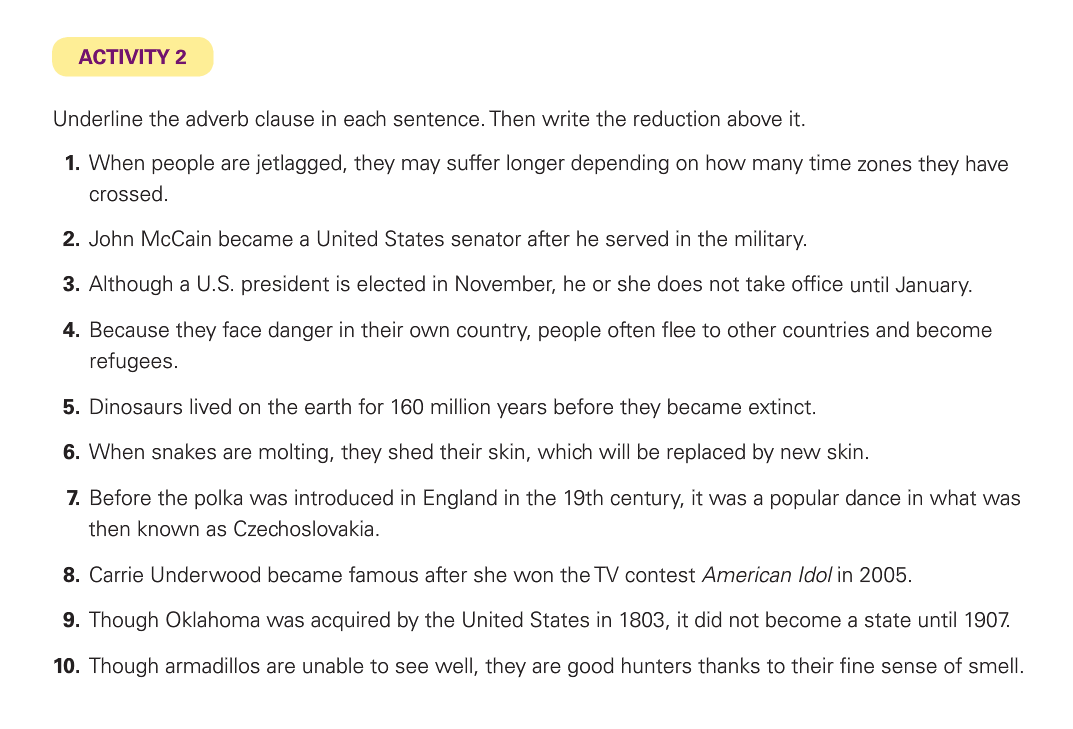 ACTIVITY 2
Underline the adverb clause in each sentence. Then write the reduction above it.
1. When people are jetlagged, they may suffer longer depending on how many time zones they have
crossed.
2. John McCain became a United States senator after he served in the military.
3. Although a U.S. president is elected in November, he or she does not take office until January.
4. Because they face danger in their own country, people often flee to other countries and become
refugees.
5. Dinosaurs lived on the earth for 160 million years before they became extinct.
6. When snakes are molting, they shed their skin, which will be replaced by new skin.
7. Before the polka was introduced in England in the 19th century, it was a popular dance in what was
then known as Czechoslovakia.
8. Carrie Underwood became famous after she won the TV contest American Idol in 2005.
9. Though Oklahoma was acquired by the United States in 1803, it did not become a state until 1907.
10. Though armadillos are unable to see well, they are good hunters thanks to their fine sense of smell.